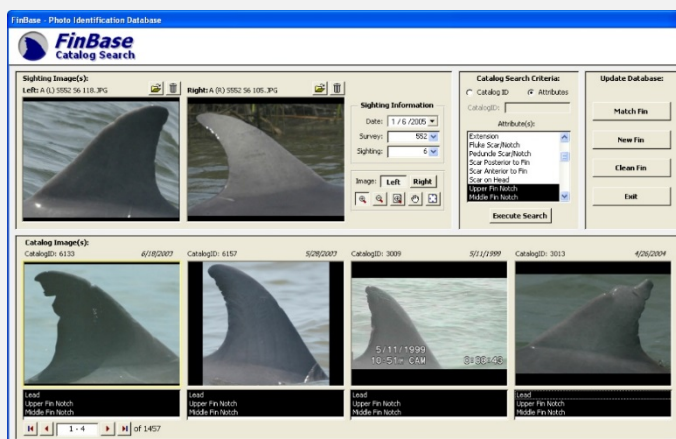 FinBase - Photo Identification Database
FinBase
Catalog Search
Sighting Image(s):
Left: A (L) S552 S6 118.JPG
Right: A (R) S552 S6 105.JPG
Sighting Information
Date: 1 / 6 /2005
Survey: 552
Sighting: 6
Image: Left Right
Catalog Search Criteria:
Catalog ID Attributes
CatalogID:
Attribute(s):
Extension
Fluke Scar/Notch
Peduncle Scar/Notch
Scar Posterior to Fin
Scar Anterior to Fin
Scar on Head
Upper Fin Notch
Middle Fin Notch
Execute Search
Update Database:
Match Fin
New Fin
Clean Fin
Exit
Catalog Image(s):
CatalogID: 6133 6/18/2003
CatalogID: 6157 5/28/2003
CatalogID: 3009 5/11/1999
CatalogID: 3013 4/26/2004
5/11/1999
Lead
Upper Fin Notch
Middle Fin Notch
Lead
Upper Fin Notch
Middle Fin Notch
Lead
Upper Fin Notch
Middle Fin Notch
Lead
Upper Fin Notch
Middle Fin Notch
1 - 4 of 1457